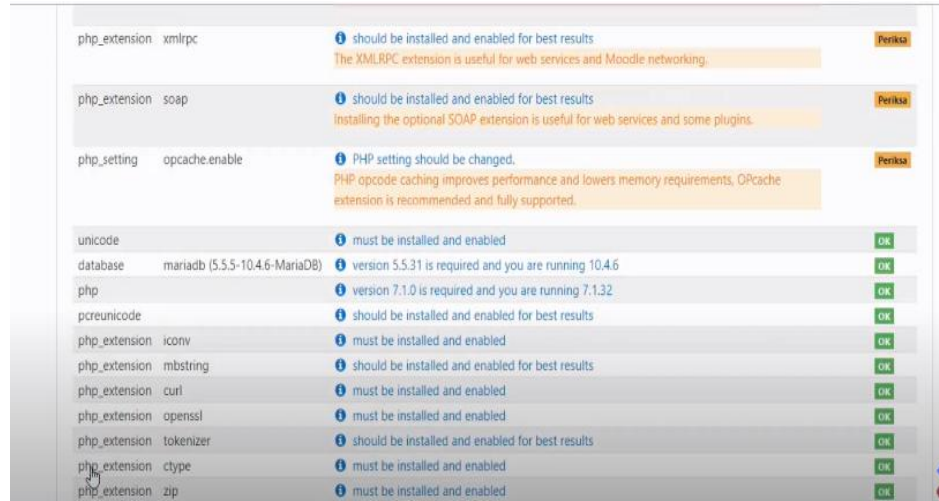 php_extension xmlrpc should be installed and enabled for best results Periksa
The XMLRPC extension is useful for web services and Moodle networking.
php_extension soap should be installed and enabled for best results Periksa
Installing the optional SOAP extension is useful for web services and some plugins.
php_setting opcache.enable PHP setting should be changed. Periksa
PHP opcode caching improves performance and lowers memory requirements, OPcache
extension is recommended and fully supported.
unicode must be installed and enabled OK
database mariadb (5.5.5-10.4.6-MariaDB) version 5.5.31 is required and you are running 10.4.6 OK
php version 7.1.0 is required and you are running 7.1.32 OK
pcreunicode should be installed and enabled for best results OK
php_extension iconv must be installed and enabled OK
php_extension mbstring should be installed and enabled for best results OK
php_extension curl must be installed and enabled OK
php_extension openssl must be installed and enabled OK
php_extension tokenizer should be installed and enabled for best results OK
php_extension ctype must be installed and enabled OK
php_extension zip must be installed and enabled OK